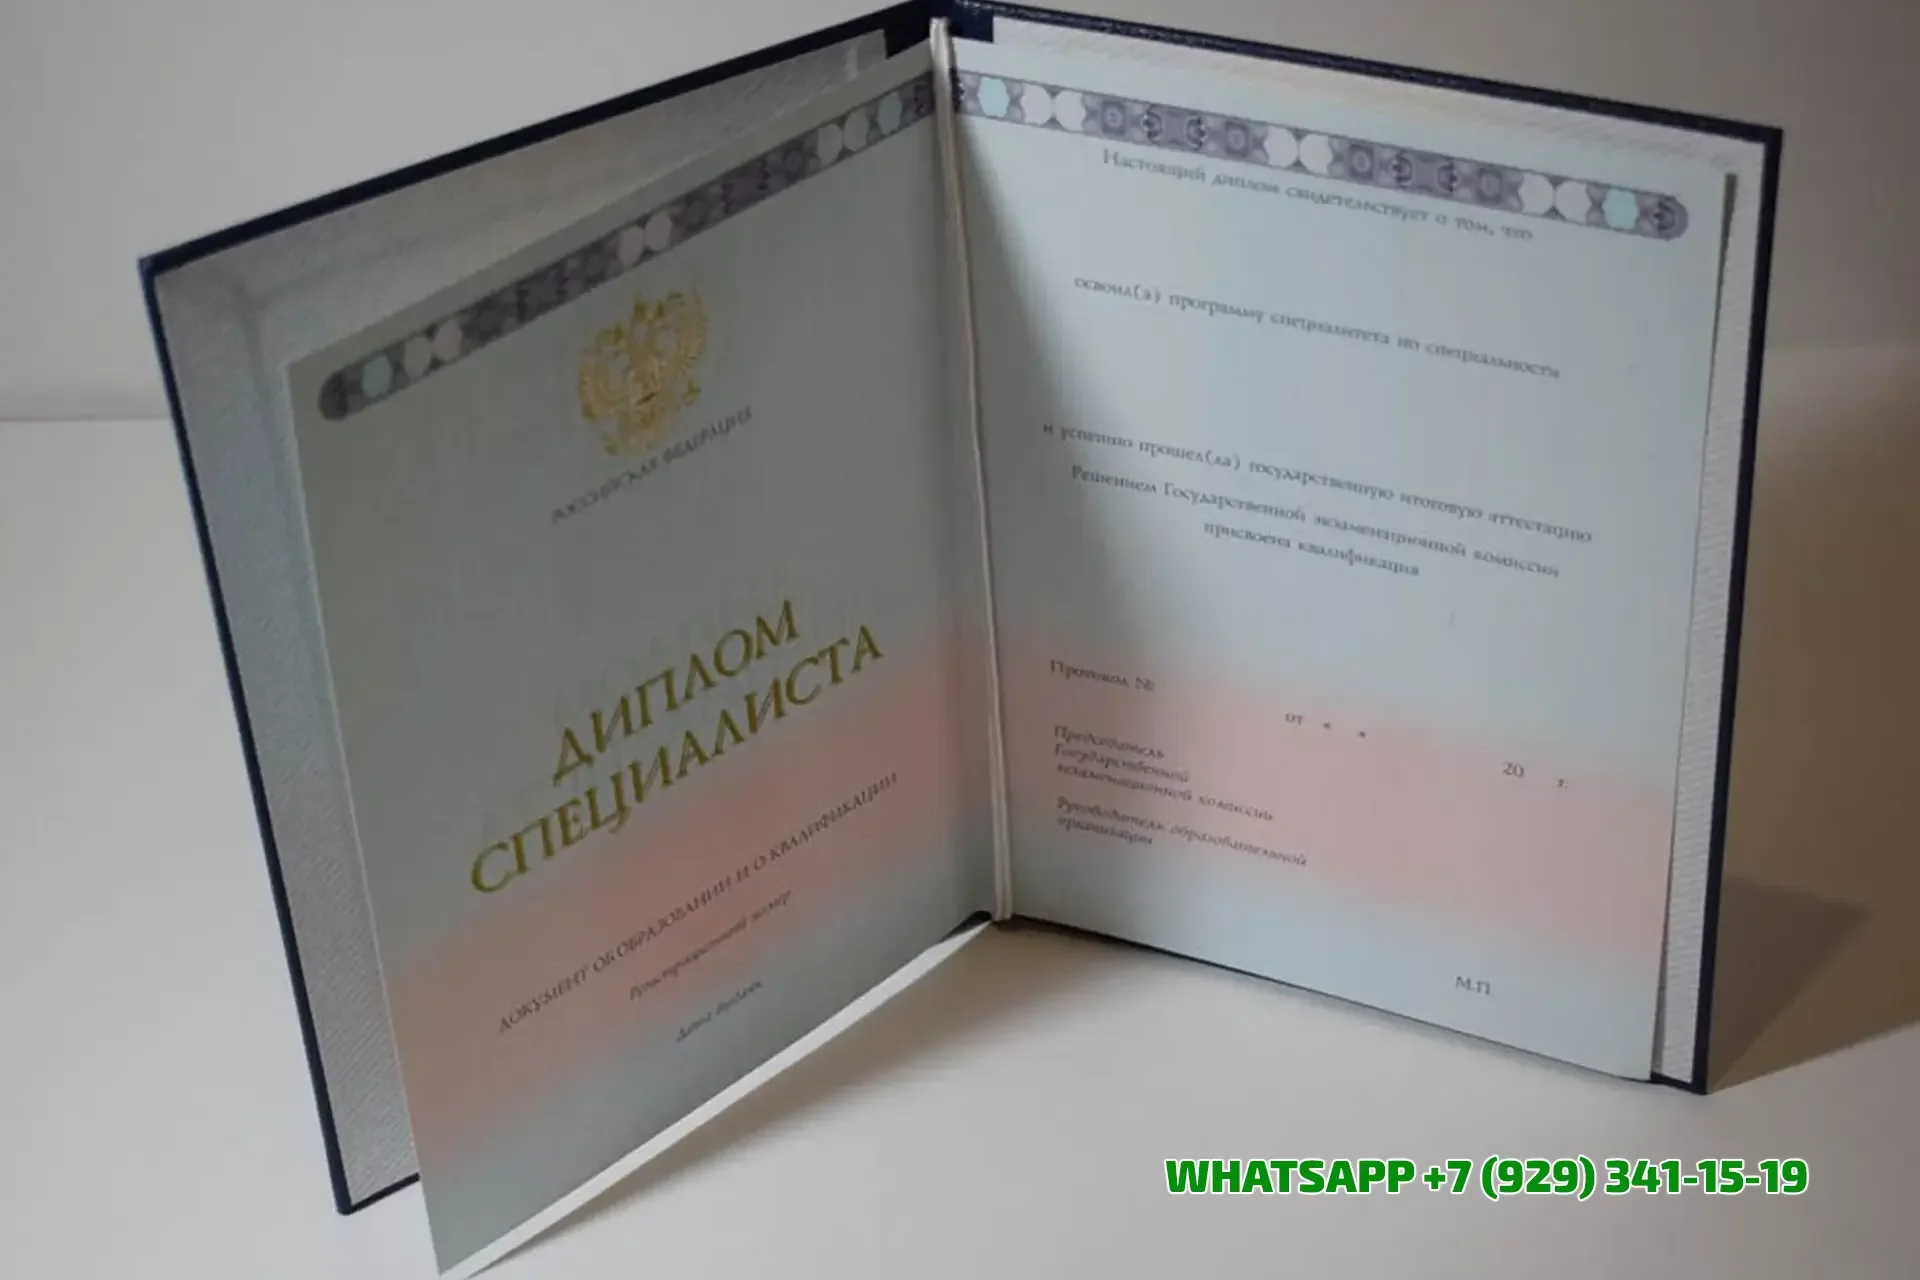 РОССИЙСКАЯ ФЕДЕРАЦИЯ
ДИПЛОМ
СПЕЦИАЛИСТА
ДОКУМЕНТ ОБ ОБРАЗОВАНИИ И О КВАЛИФИКАЦИИ
Регистрационный номер
Дата выдачи
Настоящий диплом свидетельствует о том, что
освоил(а) программу специалитета по специальности
и успешно прошел(ла) государственную итоговую аттестацию
Решением Государственной экзаменационной комиссии
присвоена квалификация
Протокол №
от « »
20 г.
Председатель
Государственной
экзаменационной комиссии
Руководитель образовательной
организации
М.П.
WHATSAPP +7 (929) 341-15-19